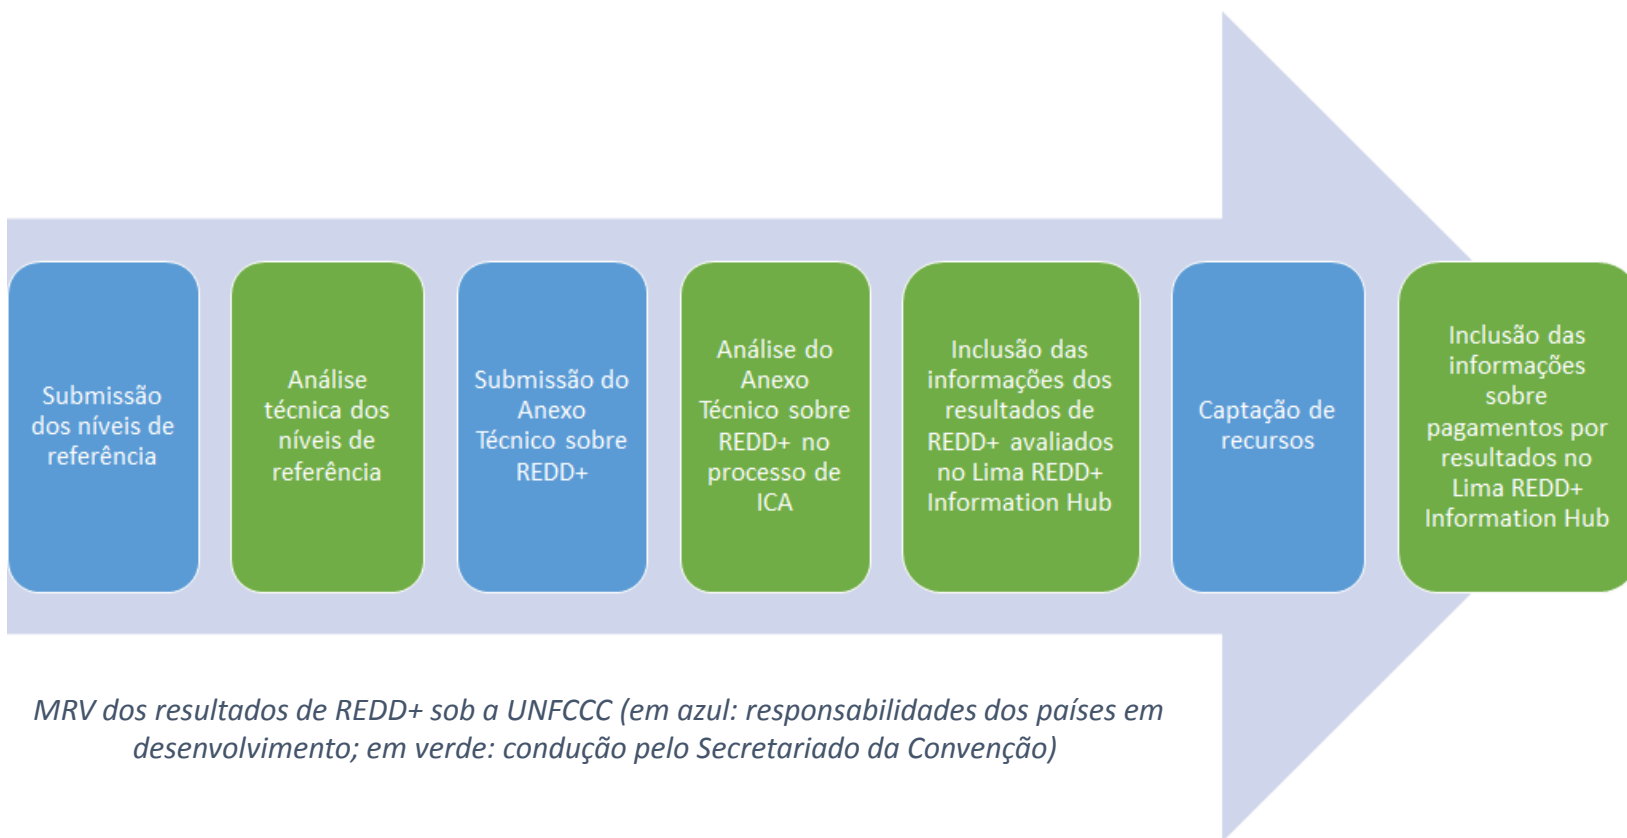 Submissão
dos níveis de
referência
Análise
técnica dos
níveis de
referência
Submissão do
Anexo
Técnico sobre
REDD+
Análise do
Anexo
Técnico sobre
REDD+ no
processo de
ICA
Inclusão das
informações dos
resultados de
REDD+ avaliados
no Lima REDD+
Information Hub
Captação de
recursos
Inclusão das
informações
sobre
pagamentos por
resultados no
Lima REDD+
Information Hub
MRV dos resultados de REDD+ sob a UNFCCC (em azul: responsabilidades dos países em
desenvolvimento; em verde: condução pelo Secretariado da Convenção)